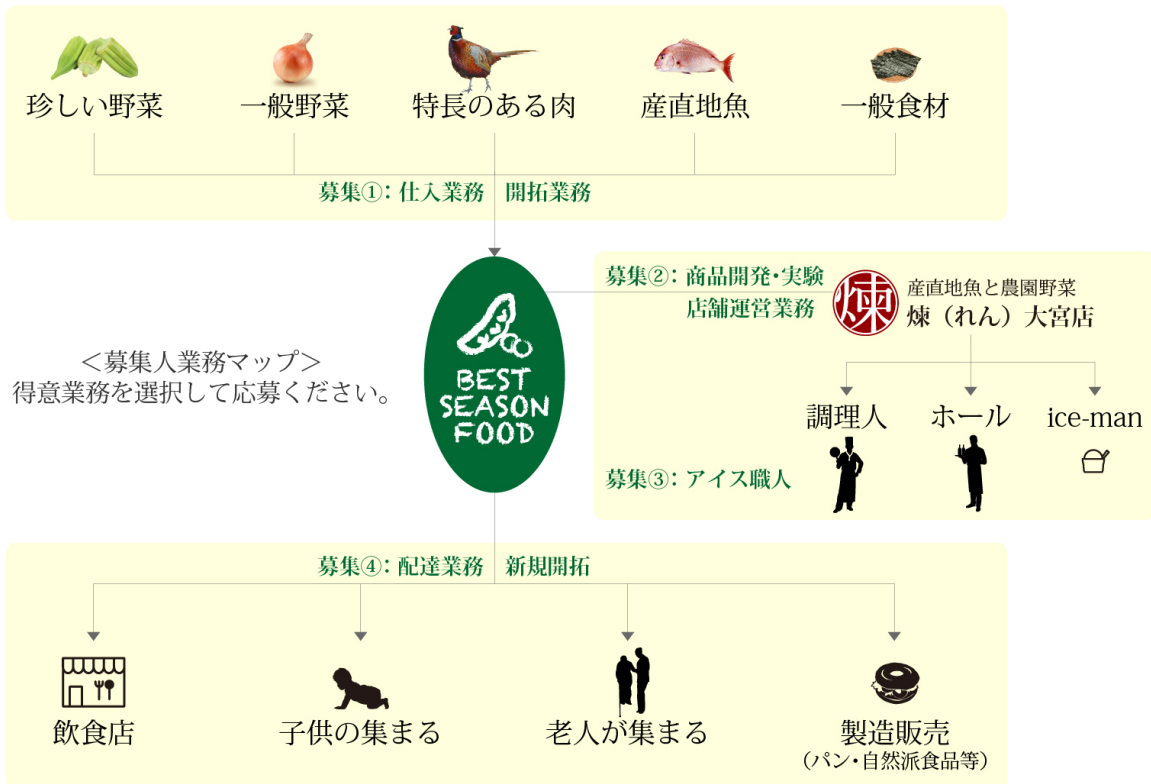 珍しい野菜
一般野菜
特長のある肉
産直地魚
一般食材
募集①：仕入業務　開拓業務
募集②：商品開発・実験
店舗運営業務
煉
産直地魚と農園野菜
煉（れん）大宮店
＜募集人業務マップ＞
得意業務を選択して応募ください。
BEST
SEASON
FOOD
調理人
ホール
ice-man
募集③：アイス職人
募集④：配達業務　新規開拓
飲食店
子供の集まる
老人が集まる
製造販売
（パン・自然派食品等）